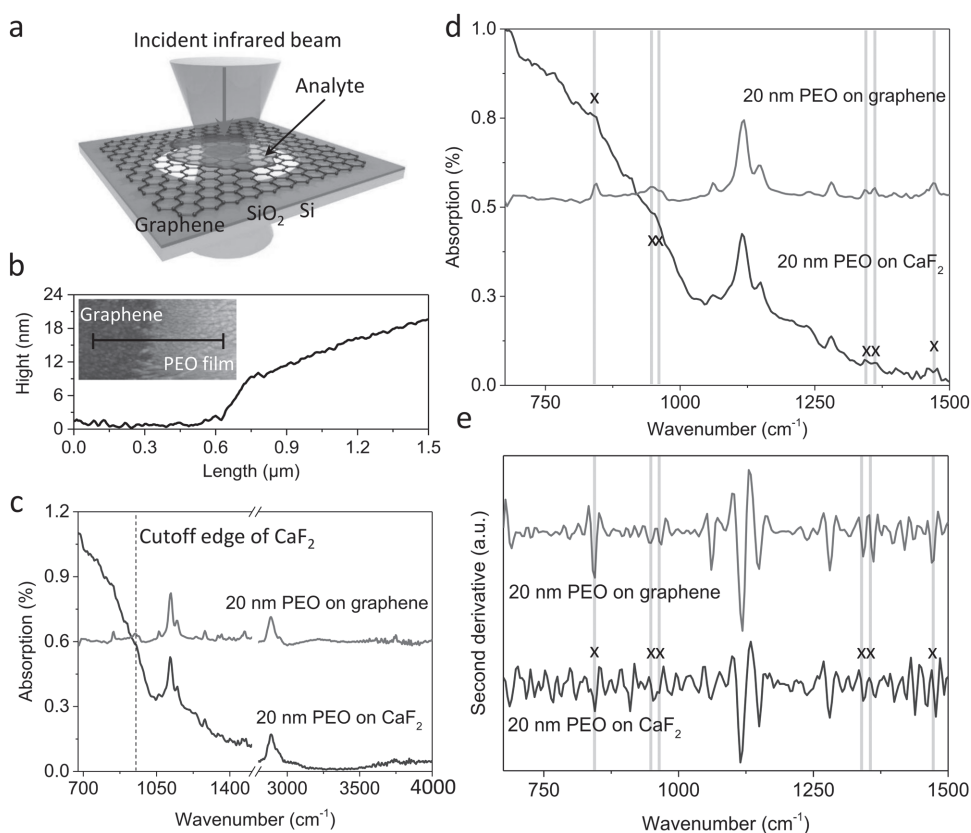 a
Incident infrared beam
Analyte
Graphene
SiO₂
Si
b
Hight (nm)
24
18
12
6
0
Graphene
PEO film
0.0 0.3 0.6 0.9 1.2 1.5
Length (μm)
c
Absorption (%)
1.2
0.9
0.6
0.3
0.0
Cutoff edge of CaF₂
20 nm PEO on graphene
20 nm PEO on CaF₂
700 1050 1400 2800 3000 4000
Wavenumber (cm⁻¹)
d
Absorption (%)
1.0
0.8
0.5
0.3
0.0
x
20 nm PEO on graphene
xx
20 nm PEO on CaF₂
xx
x
750 1000 1250 1500
Wavenumber (cm⁻¹)
e
Second derivative (a.u.)
20 nm PEO on graphene
x xx xx x
20 nm PEO on CaF₂
750 1000 1250 1500
Wavenumber (cm⁻¹)